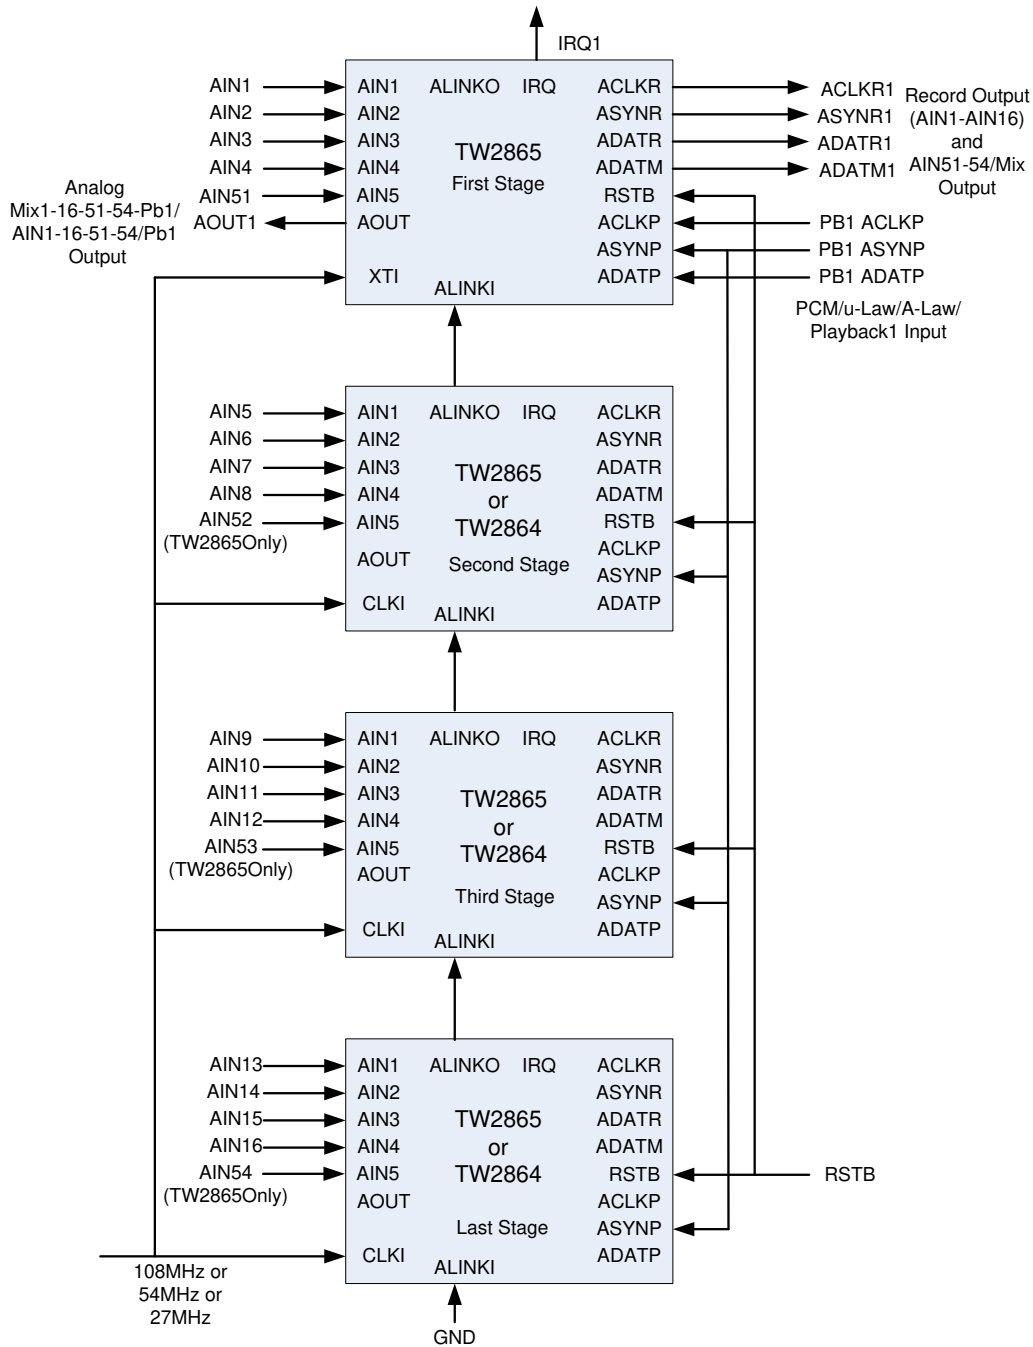 IRQ1
AIN1
AIN2
AIN3
AIN4
AIN51
AOUT1
Analog
Mix1-16-51-54-Pb1/
AIN1-16-51-54/Pb1
Output
AIN1 ALINKO IRQ ACLKR
AIN2 ASYNR
AIN3 ADATR
AIN4 ADATM
AIN5 RSTB
AOUT ACLKP
ASYNP
XTI ADATP
TW2865
First Stage
ALINKI
ACLKR1
ASYNR1
ADATR1
ADATM1
Record Output
(AIN1-AIN16)
and
AIN51-54/Mix
Output
PB1 ACLKP
PB1 ASYNP
PB1 ADATP
PCM/u-Law/A-Law/
Playback1 Input
AIN5
AIN6
AIN7
AIN8
AIN52
(TW2865Only)
AIN1 ALINKO IRQ ACLKR
AIN2 ASYNR
AIN3 ADATR
AIN4 ADATM
AIN5 RSTB
AOUT ACLKP
ASYNP
CLKI ADATP
TW2865
or
TW2864
Second Stage
ALINKI
AIN9
AIN10
AIN11
AIN12
AIN53
(TW2865Only)
AIN1 ALINKO IRQ ACLKR
AIN2 ASYNR
AIN3 ADATR
AIN4 ADATM
AIN5 RSTB
AOUT ACLKP
ASYNP
CLKI ADATP
TW2865
or
TW2864
Third Stage
ALINKI
AIN13
AIN14
AIN15
AIN16
AIN54
(TW2865Only)
AIN1 ALINKO IRQ ACLKR
AIN2 ASYNR
AIN3 ADATR
AIN4 ADATM
AIN5 RSTB
AOUT ACLKP
ASYNP
CLKI ADATP
TW2865
or
TW2864
Last Stage
ALINKI
RSTB
108MHz or
54MHz or
27MHz
GND